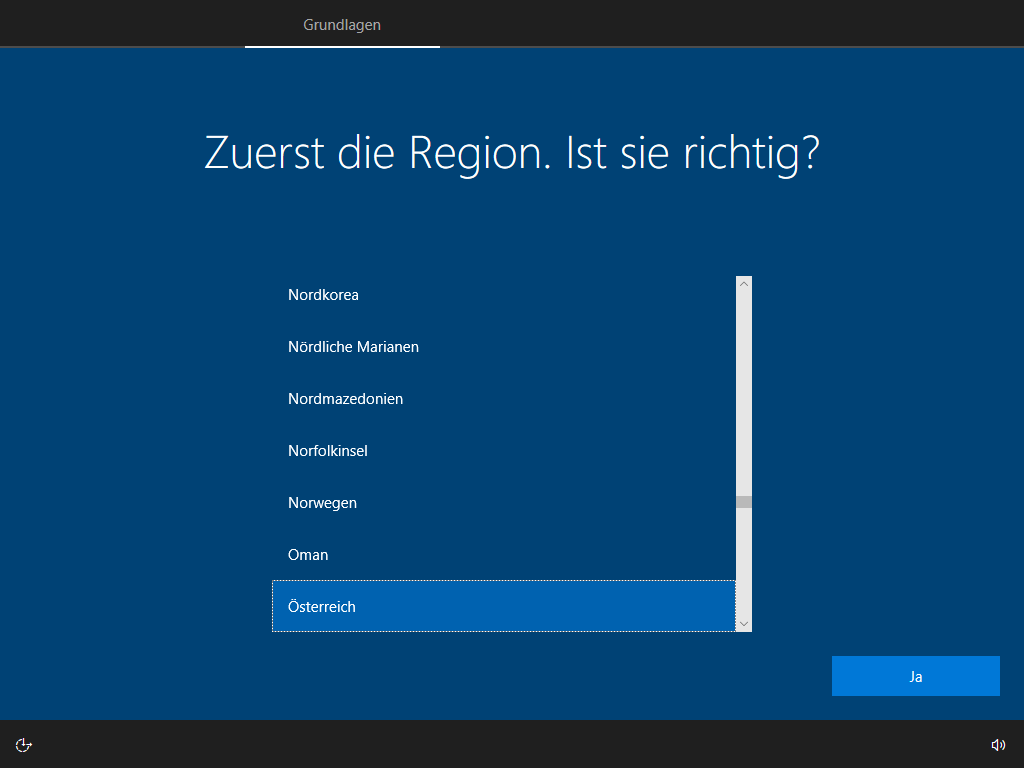 Grundlagen
Zuerst die Region. Ist sie richtig?
Nordkorea
Nördliche Marianen
Nordmazedonien
Norfolkinsel
Norwegen
Oman
Österreich
Ja